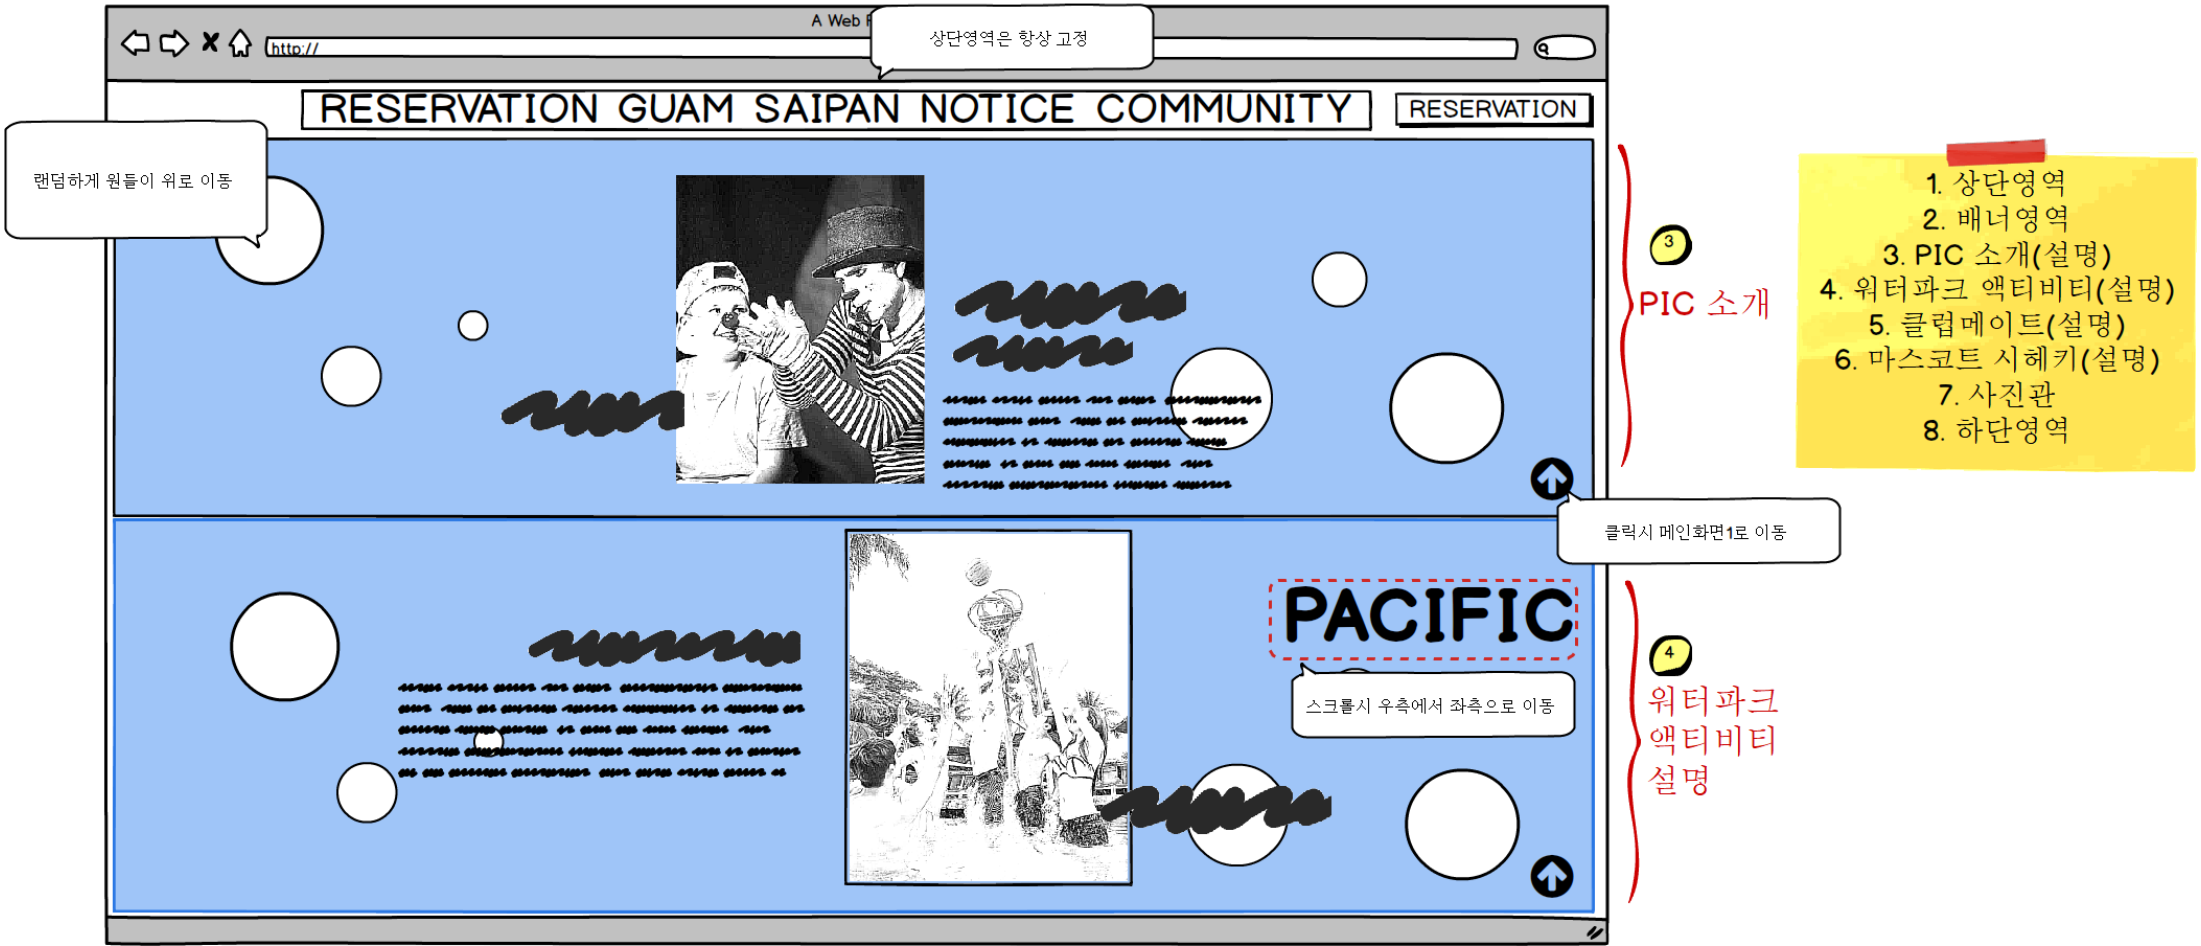 A Web P
http://
상단영역은 항상 고정
RESERVATION GUAM SAIPAN NOTICE COMMUNITY
RESERVATION
랜덤하게 원들이 위로 이동
3
PIC 소개
1. 상단영역
2. 배너영역
3. PIC 소개(설명)
4. 워터파크 액티비티(설명)
5. 클럽메이트(설명)
6. 마스코트 시헤키(설명)
7. 사진관
8. 하단영역
클릭시 메인화면1로 이동
PACIFIC
스크롤시 우측에서 좌측으로 이동
4
워터파크
액티비티
설명